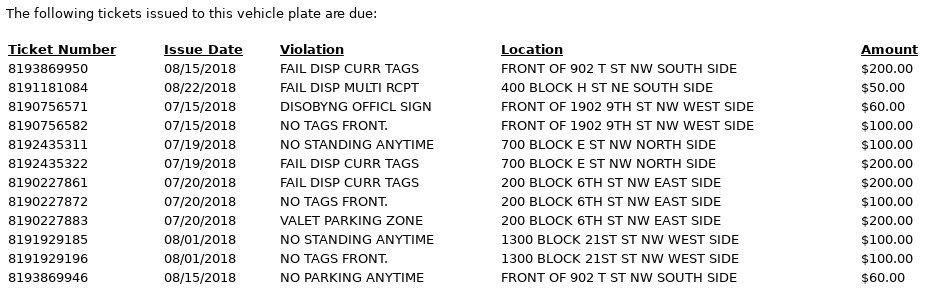 The following tickets issued to this vehicle plate are due:
Ticket Number Issue Date Violation Location Amount
8193869950 08/15/2018 FAIL DISP CURR TAGS FRONT OF 902 T ST NW SOUTH SIDE $200.00
8191181084 08/22/2018 FAIL DISP MULTI RCPT 400 BLOCK H ST NE SOUTH SIDE $50.00
8190756571 07/15/2018 DISOBYNG OFFICL SIGN FRONT OF 1902 9TH ST NW WEST SIDE $60.00
8190756582 07/15/2018 NO TAGS FRONT. FRONT OF 1902 9TH ST NW WEST SIDE $100.00
8192435311 07/19/2018 NO STANDING ANYTIME 700 BLOCK E ST NW NORTH SIDE $100.00
8192435322 07/19/2018 FAIL DISP CURR TAGS 700 BLOCK E ST NW NORTH SIDE $200.00
8190227861 07/20/2018 FAIL DISP CURR TAGS 200 BLOCK 6TH ST NW EAST SIDE $200.00
8190227872 07/20/2018 NO TAGS FRONT. 200 BLOCK 6TH ST NW EAST SIDE $100.00
8190227883 07/20/2018 VALET PARKING ZONE 200 BLOCK 6TH ST NW EAST SIDE $200.00
8191929185 08/01/2018 NO STANDING ANYTIME 1300 BLOCK 21ST ST NW WEST SIDE $100.00
8191929196 08/01/2018 NO TAGS FRONT. 1300 BLOCK 21ST ST NW WEST SIDE $100.00
8193869946 08/15/2018 NO PARKING ANYTIME FRONT OF 902 T ST NW SOUTH SIDE $60.00